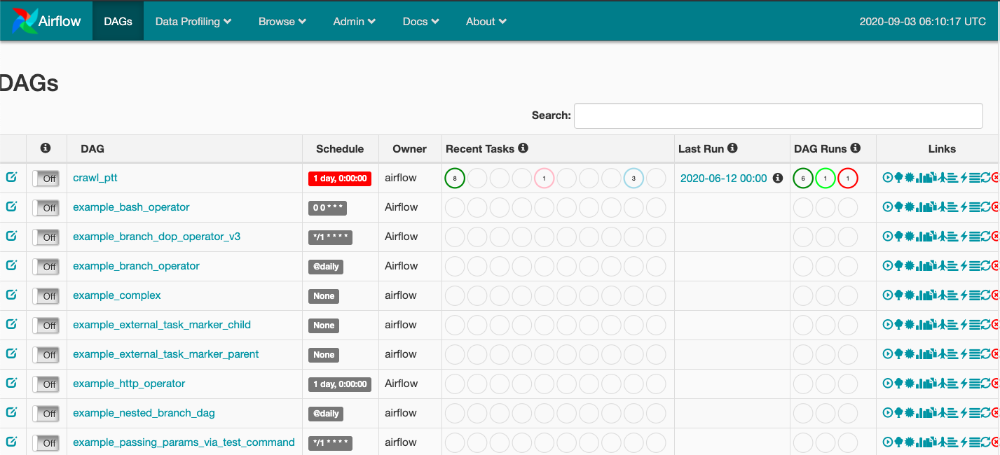 Airflow DAGs Data Profiling Browse Admin Docs About 2020-09-03 06:10:17 UTC
DAGs
Search:
DAG Schedule Owner Recent Tasks Last Run DAG Runs Links
Off crawl_ptt 1 day, 0:00:00 airflow 8 1 3 2020-06-12 00:00 6 1 1
Off example_bash_operator 0 0 * * * Airflow
Off example_branch_dop_operator_v3 */1 * * * * Airflow
Off example_branch_operator @daily Airflow
Off example_complex None airflow
Off example_external_task_marker_child None airflow
Off example_external_task_marker_parent None airflow
Off example_http_operator 1 day, 0:00:00 Airflow
Off example_nested_branch_dag @daily airflow
Off example_passing_params_via_test_command */1 * * * * airflow